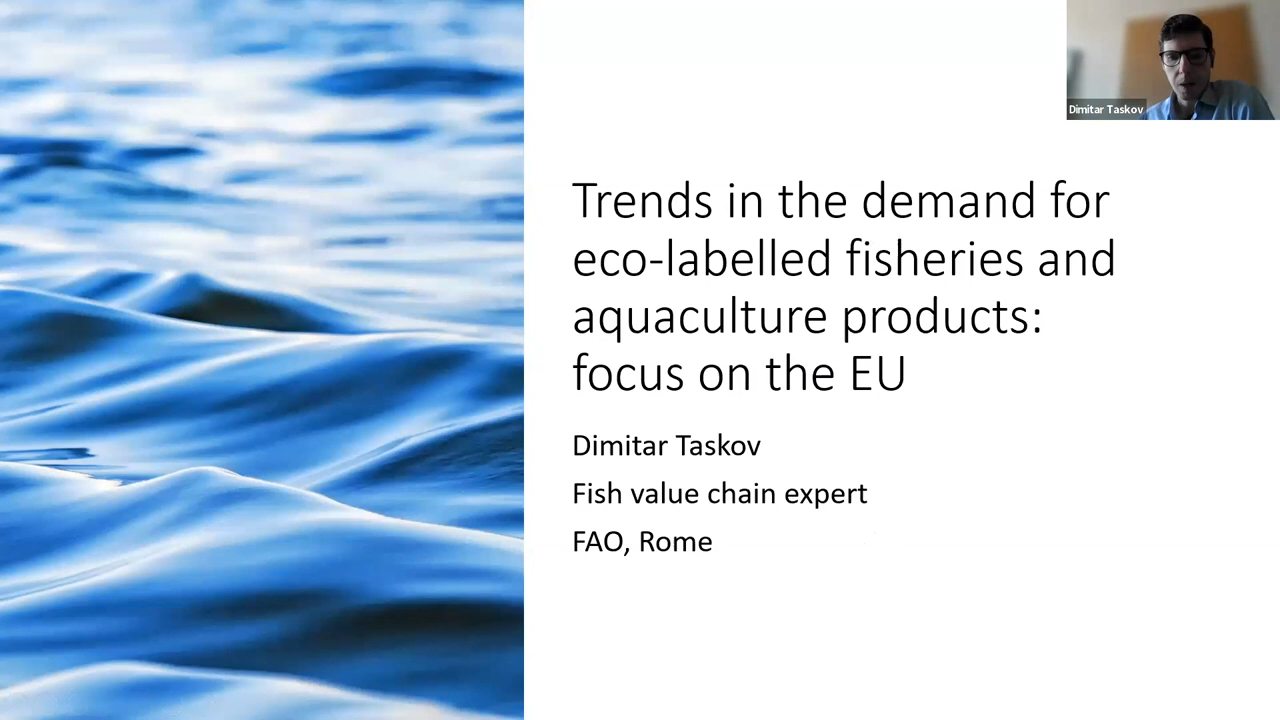 Dimitar Taskov
Trends in the demand for
eco-labelled fisheries and
aquaculture products:
focus on the EU
Dimitar Taskov
Fish value chain expert
FAO, Rome